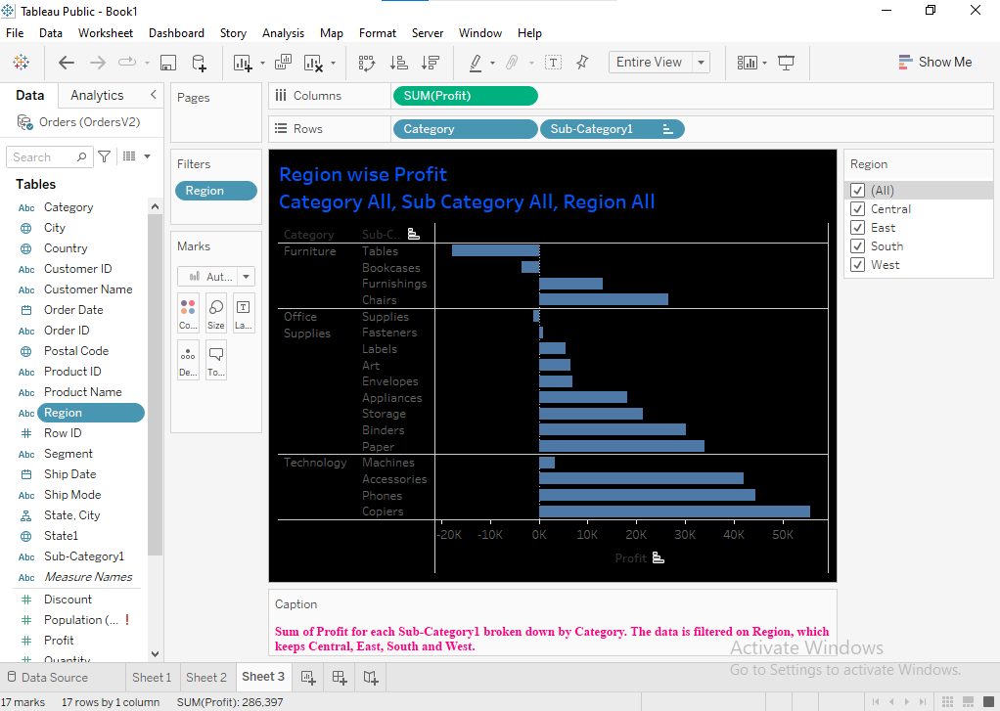 Tableau Public - Book1
File Data Worksheet Dashboard Story Analysis Map Format Server Window Help
Entire View
Show Me
Data Analytics
Orders (OrdersV2)
Search
Tables
Abc Category
City
Country
Abc Customer ID
Abc Customer Name
Order Date
Abc Order ID
Postal Code
Abc Product ID
Abc Product Name
Abc Region
Row ID
Abc Segment
Ship Date
Abc Ship Mode
State, City
State1
Abc Sub-Category1
Abc Measure Names
Discount
Population (... !
Profit
Quantity
Pages
Filters
Region
Marks
Aut...
Co... Size La...
De... To...
Columns SUM(Profit)
Rows Category Sub-Category1
Region wise Profit
Category All, Sub Category All, Region All
Category Sub-C..
Furniture Tables
Bookcases
Furnishings
Chairs
Office Supplies
Supplies Fasteners
Labels
Art
Envelopes
Appliances
Storage
Binders
Paper
Technology Machines
Accessories
Phones
Copiers
-20K -10K 0K 10K 20K 30K 40K 50K
Profit
Caption
Sum of Profit for each Sub-Category1 broken down by Category. The data is filtered on Region, which
keeps Central, East, South and West.
Region
(All)
Central
East
South
West
Activate Windows
Go to Settings to activate Windows.
Data Source Sheet 1 Sheet 2 Sheet 3
17 marks 17 rows by 1 column SUM(Profit): 286,397